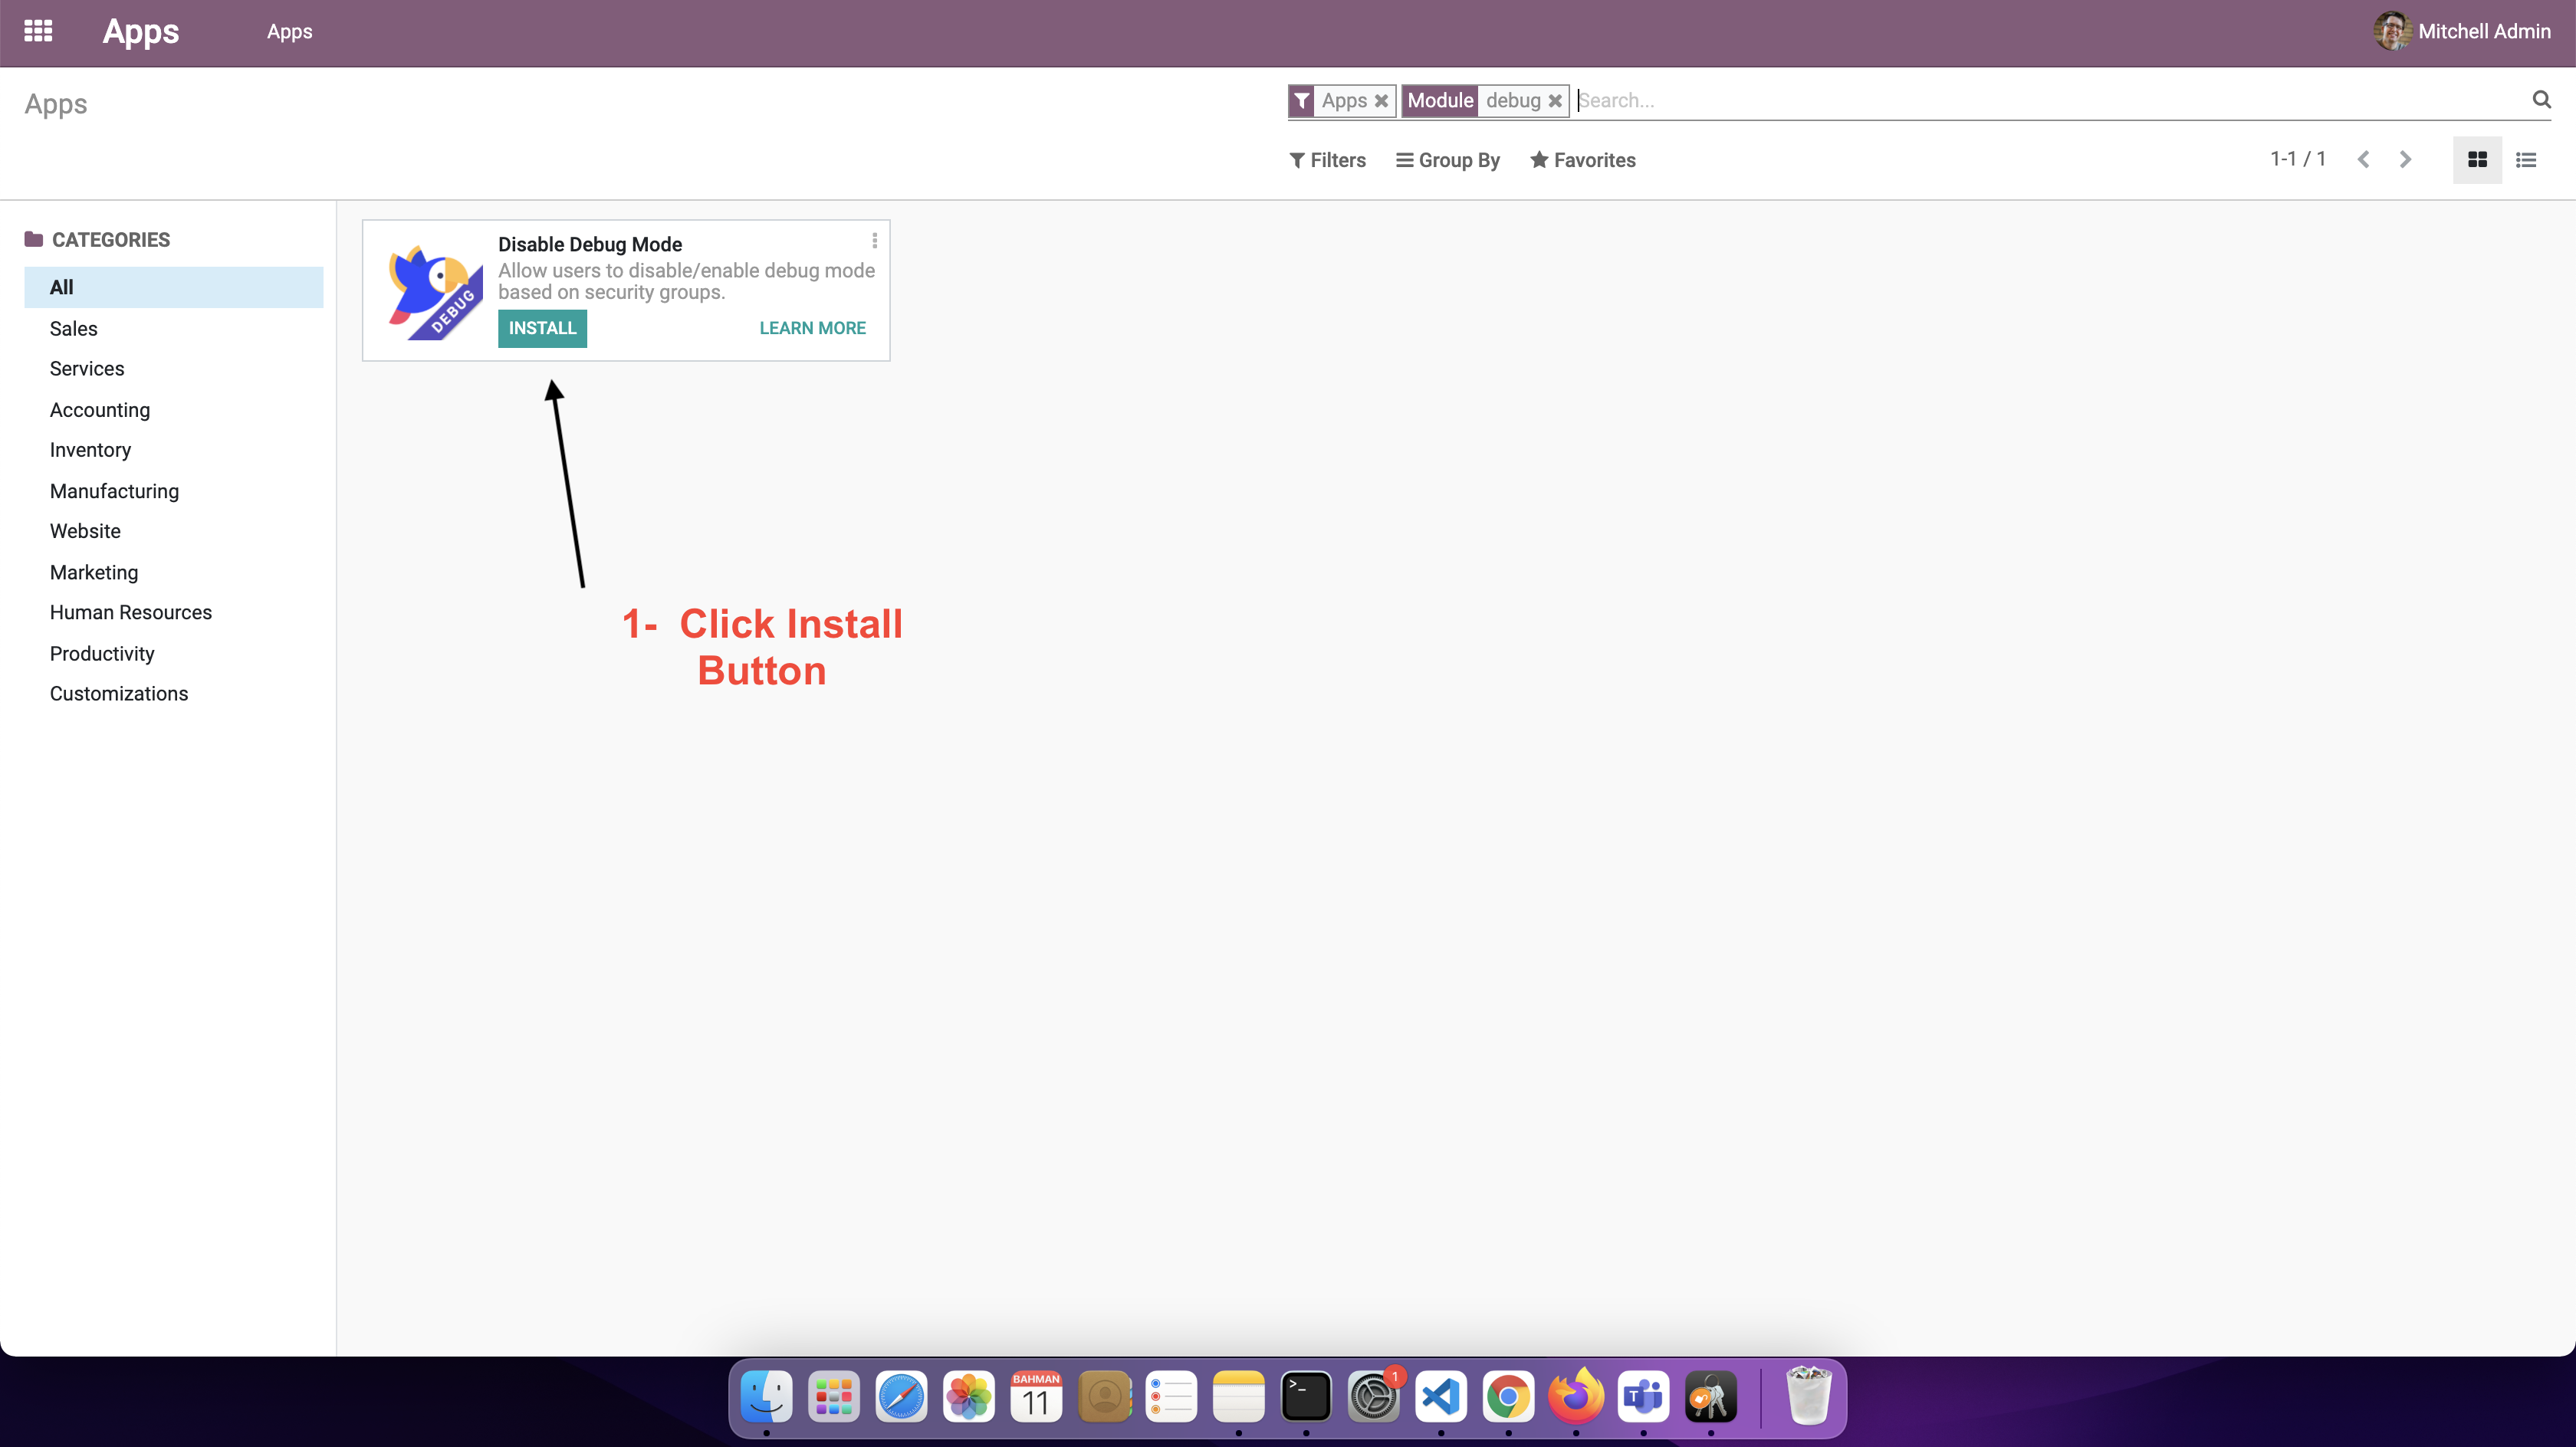 Apps
Apps
Mitchell Admin
Apps
Apps
Module debug
Search...
Filters
Group By
Favorites
1-1 / 1
CATEGORIES
All
Sales
Services
Accounting
Inventory
Manufacturing
Website
Marketing
Human Resources
Productivity
Customizations
Disable Debug Mode
Allow users to disable/enable debug mode
based on security groups.
DEBUG
INSTALL
LEARN MORE
1- Click Install
Button
BAHMAN
11
>_
1
T